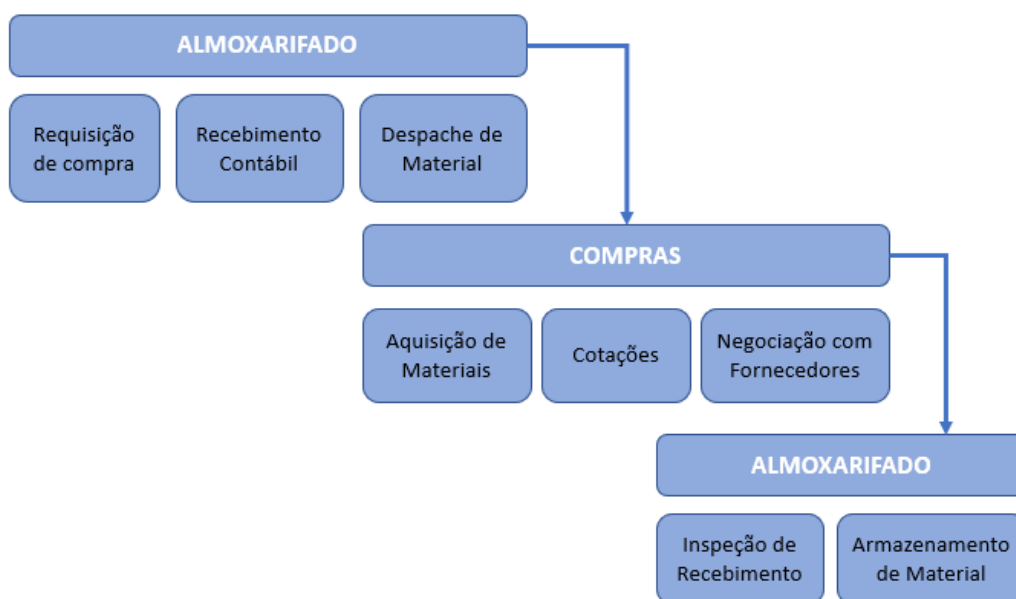 ALMOXARIFADO
Requisição
de compra
Recebimento
Contábil
Despache de
Material
COMPRAS
Aquisição de
Materiais
Cotações
Negociação com
Fornecedores
ALMOXARIFADO
Inspeção de
Recebimento
Armazenamento
de Material